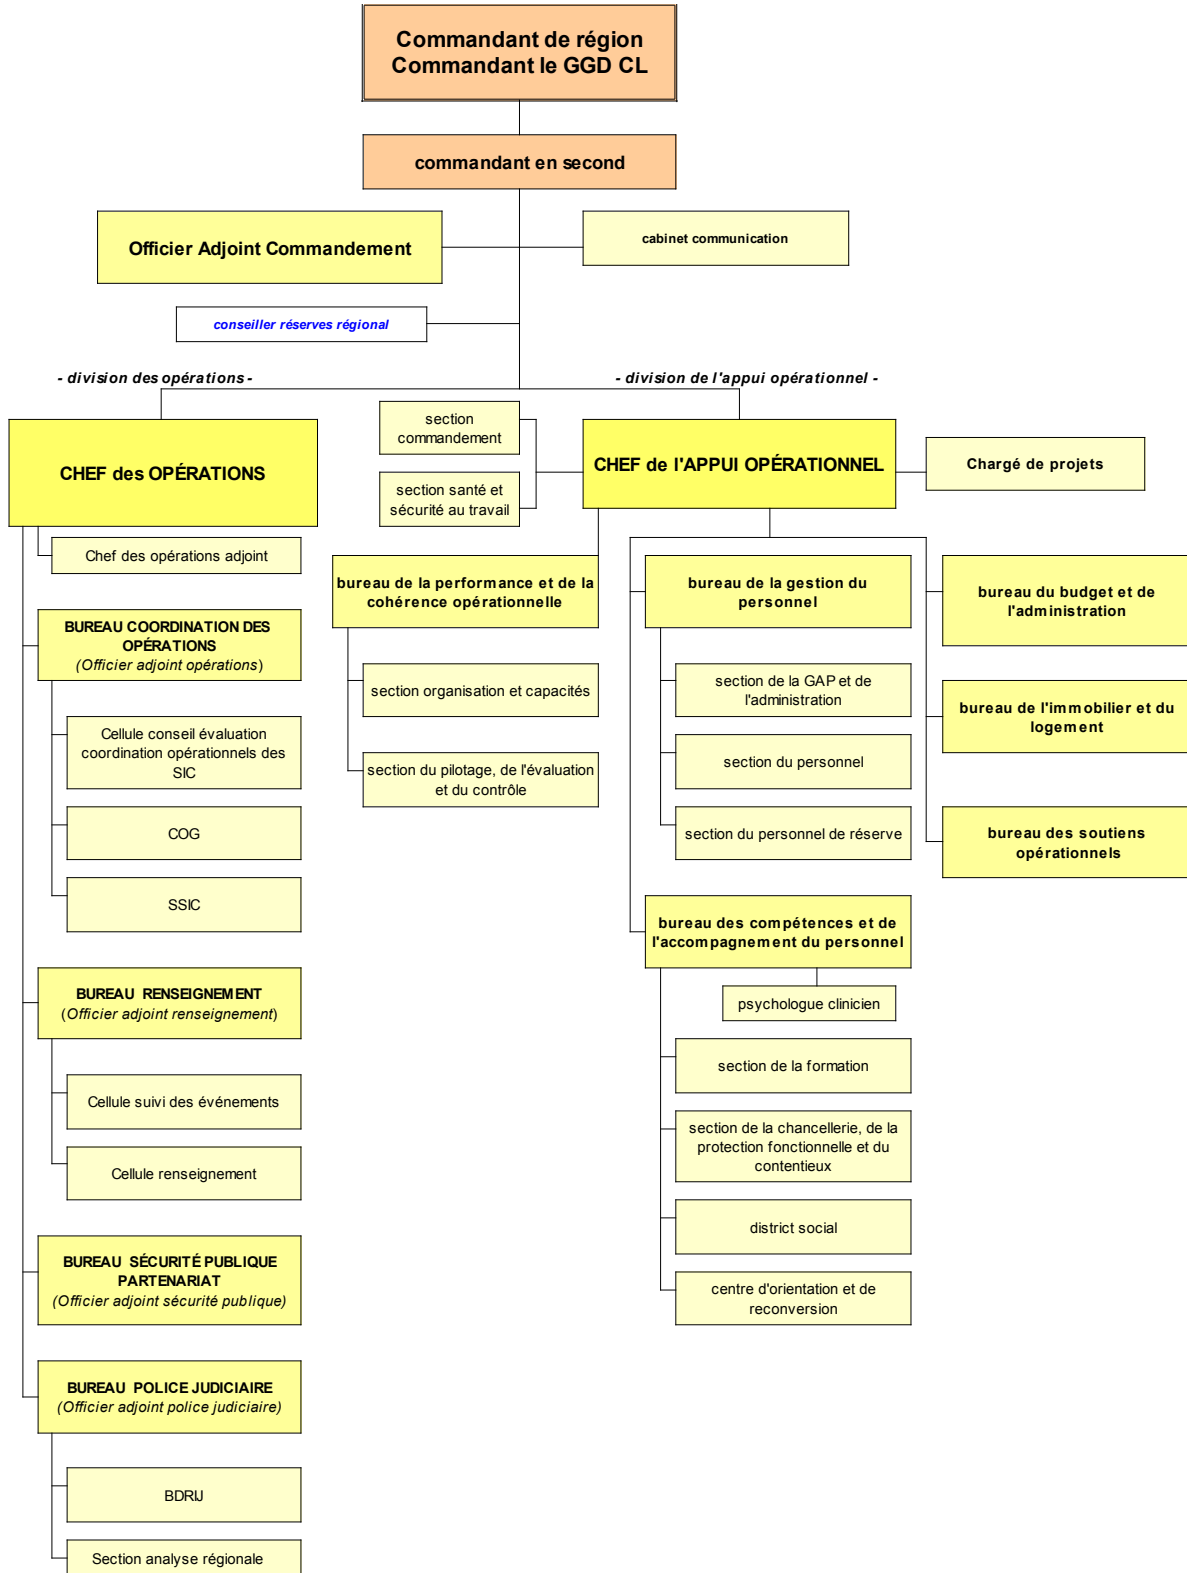 Commandant de région
Commandant le GGD CL
commandant en second
Officier Adjoint Commandement
cabinet communication
conseiller réserves régional
- division des opérations -
- division de l'appui opérationnel -
CHEF des OPÉRATIONS
Chef des opérations adjoint
BUREAU COORDINATION DES
OPÉRATIONS
(Officier adjoint opérations)
Cellule conseil évaluation
coordination opérationnels des
SIC
COG
SSIC
BUREAU RENSEIGNEMENT
(Officier adjoint renseignement)
Cellule suivi des événements
Cellule renseignement
BUREAU SÉCURITÉ PUBLIQUE
PARTENARIAT
(Officier adjoint sécurité publique)
BUREAU POLICE JUDICIAIRE
(Officier adjoint police judiciaire)
BDRIJ
Section analyse régionale
section
commandement
section santé et
sécurité au travail
CHEF de l'APPUI OPÉRATIONNEL
Chargé de projets
bureau de la performance et de la
cohérence opérationnelle
section organisation et capacités
section du pilotage, de l'évaluation
et du contrôle
bureau de la gestion du
personnel
section de la GAP et de
l'administration
section du personnel
section du personnel de réserve
bureau des compétences et de
l'accompagnement du personnel
psychologue clinicien
section de la formation
section de la chancellerie, de la
protection fonctionnelle et du
contentieux
district social
centre d'orientation et de
reconversion
bureau du budget et de
l'administration
bureau de l'immobilier et du
logement
bureau des soutiens
opérationnels